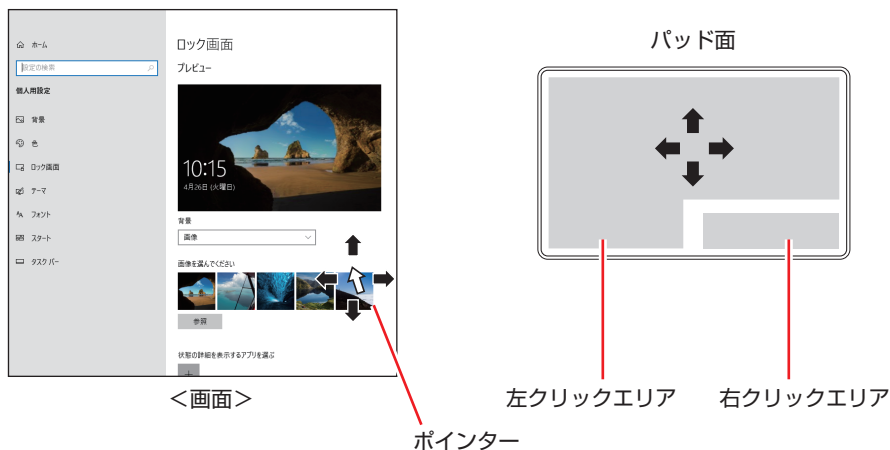 ホーム
設定の検索
個人用設定
背景
色
ロック画面
テーマ
フォント
スタート
タスク バー
ロック画面
プレビュー
10:15
4月26日 (火曜日)
背景
画像
画像を選んでください
参照
状態の詳細を表示するアプリを選ぶ
＜画面＞
ポインター
パッド面
左クリックエリア
右クリックエリア